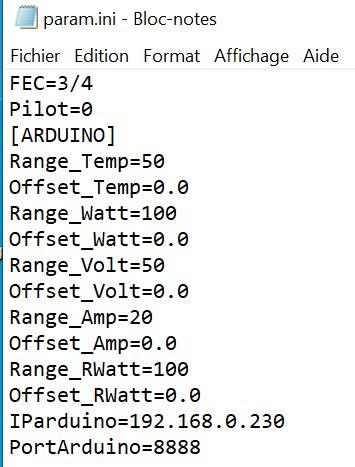 param.ini - Bloc-notes
Fichier Edition Format Affichage Aide
FEC=3/4
Pilot=0
[ARDUINO]
Range_Temp=50
Offset_Temp=0.0
Range_Watt=100
Offset_Watt=0.0
Range_Volt=50
Offset_Volt=0.0
Range_Amp=20
Offset_Amp=0.0
Range_RWatt=100
Offset_RWatt=0.0
IParduino=192.168.0.230
PortArduino=8888